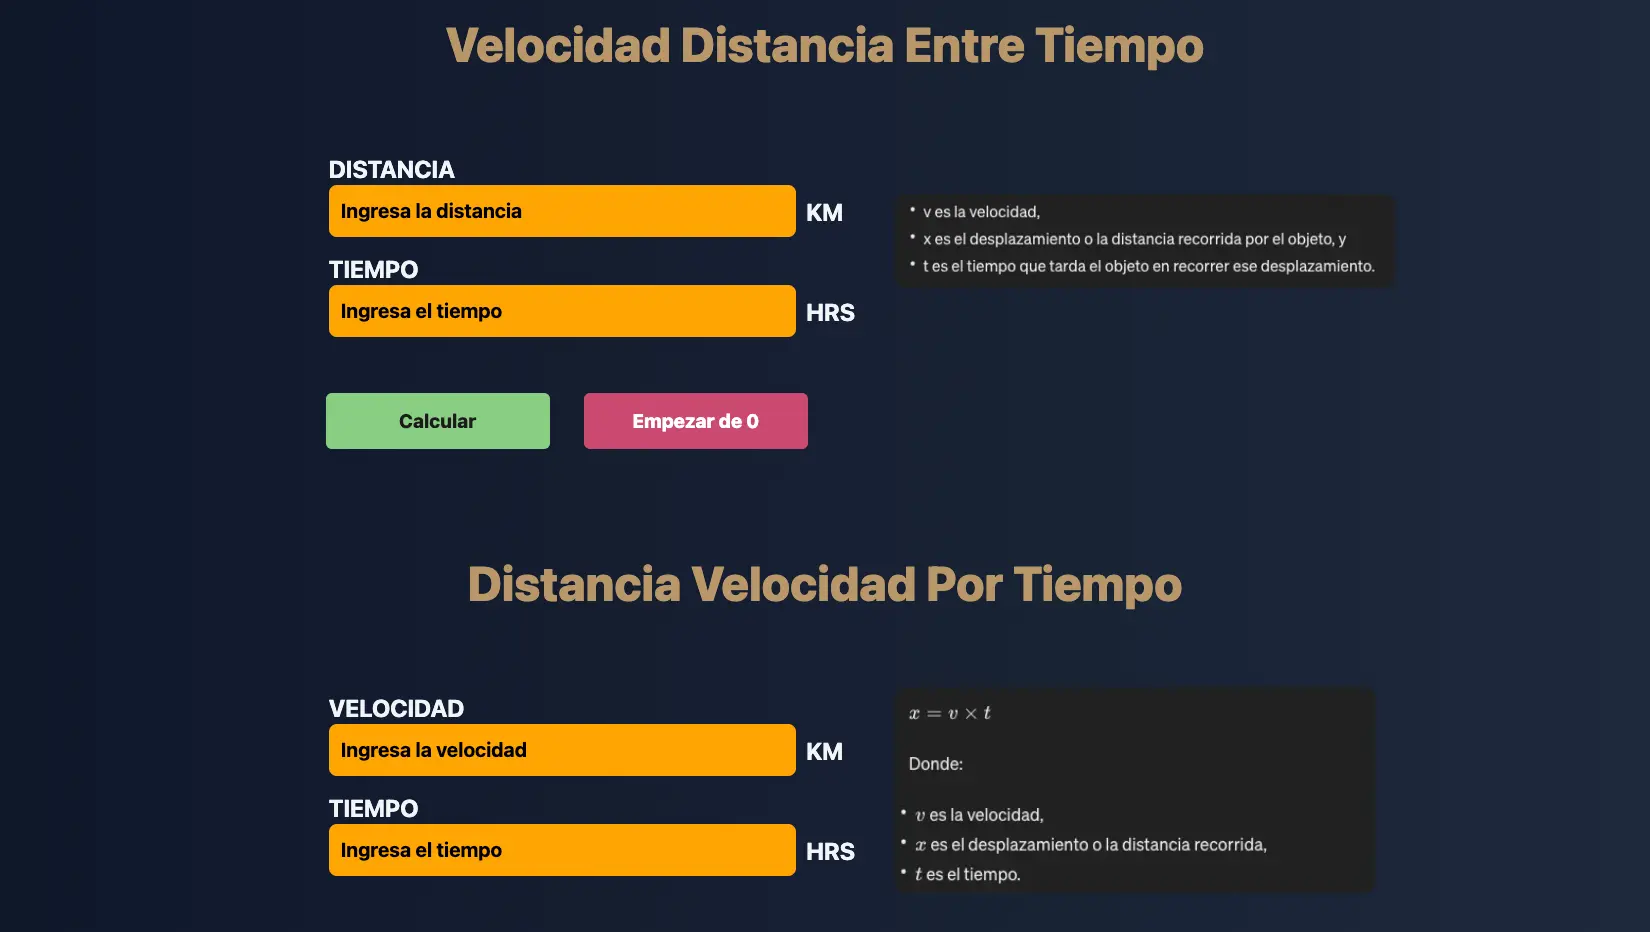 Velocidad Distancia Entre Tiempo
DISTANCIA
Ingresa la distancia KM
TIEMPO
Ingresa el tiempo HRS
• v es la velocidad,
• x es el desplazamiento o la distancia recorrida por el objeto, y
• t es el tiempo que tarda el objeto en recorrer ese desplazamiento.
Calcular Empezar de 0
Distancia Velocidad Por Tiempo
VELOCIDAD
Ingresa la velocidad KM
TIEMPO
Ingresa el tiempo HRS
x = v × t
Donde:
• v es la velocidad,
• x es el desplazamiento o la distancia recorrida,
• t es el tiempo.